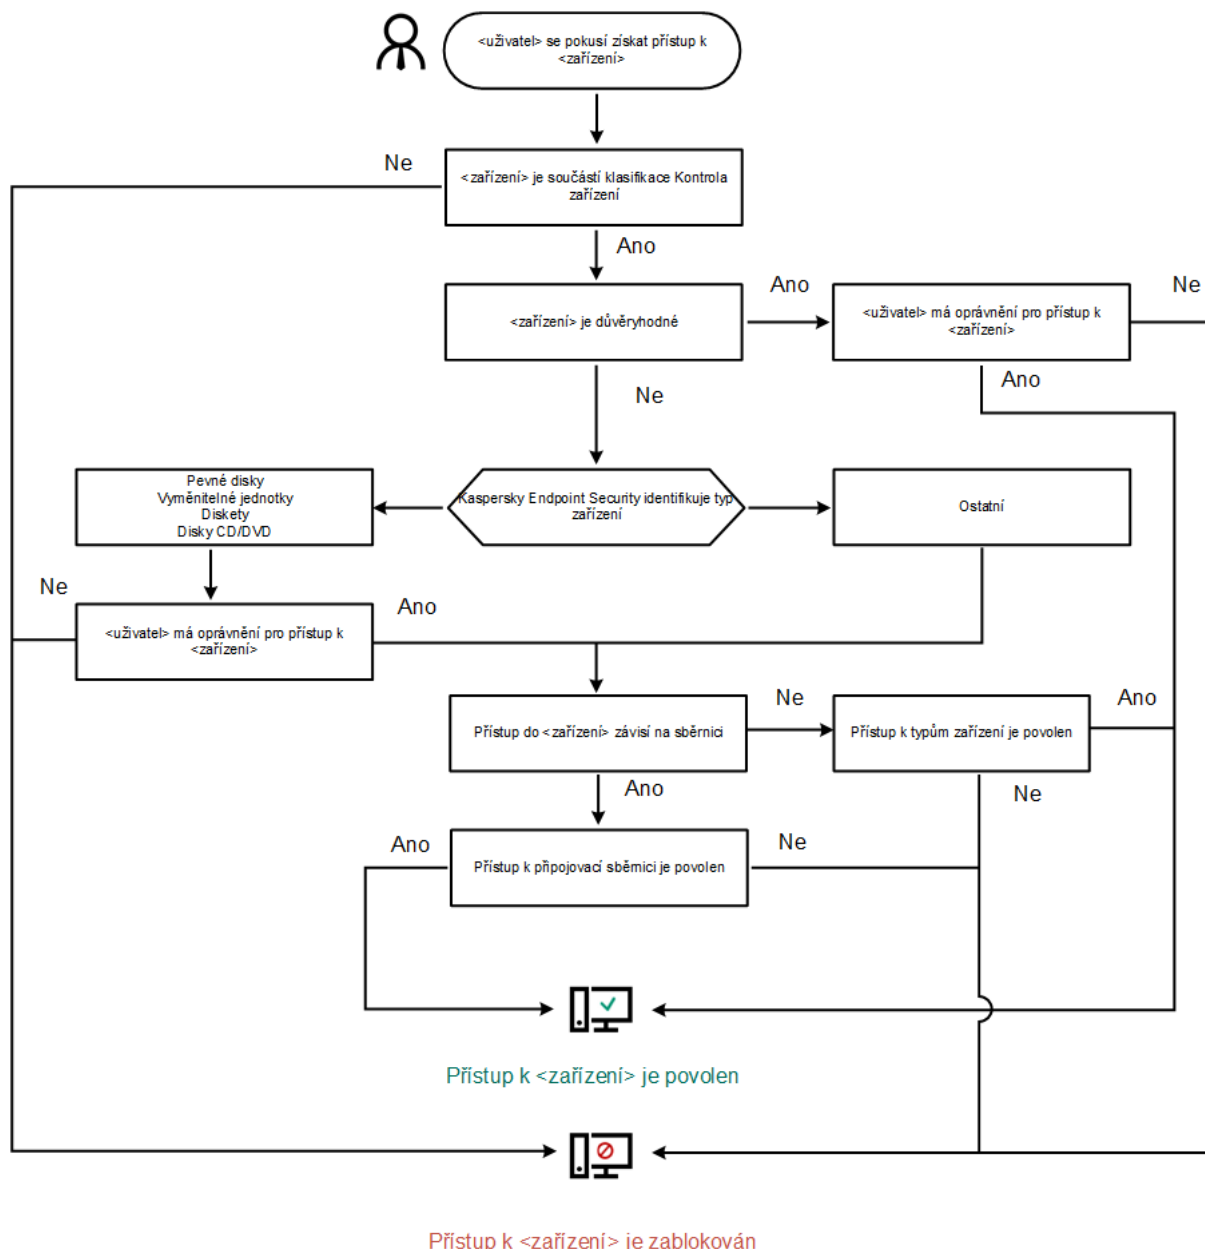 <uživatel> se pokusí získat přístup k
<zařízení>
Ne
<zařízení> je součástí klasifikace Kontrola
zařízení
Ano
<zařízení> je důvěryhodné
Ano
<uživatel> má oprávnění pro přístup k
<zařízení>
Ne
Ne
Ano
Pevné disky
Vyměnitelné jednotky
Diskety
Disky CD/DVD
Kaspersky Endpoint Security identifikuje typ
zařízení
Ostatní
Ne
<uživatel> má oprávnění pro přístup k
<zařízení>
Ano
Přístup do <zařízení> závisí na sběrnici
Ne
Přístup k typům zařízení je povolen
Ano
Ano
Ne
Ano
Přístup k připojovací sběrnici je povolen
Ne
Přístup k <zařízení> je povolen
Přístup k <zařízení> je zablokován